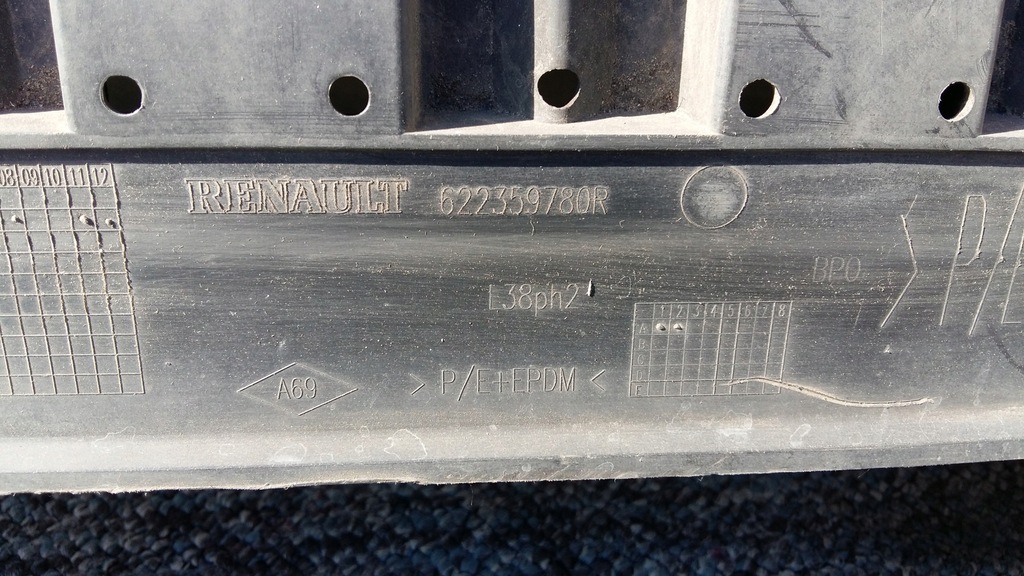 08 09 10 11 12
RENAULT 622359780R
BPO
L38ph2
1 2 3 4 5 6 7 8
A
A69
> P/E+EPDM <
> P/E